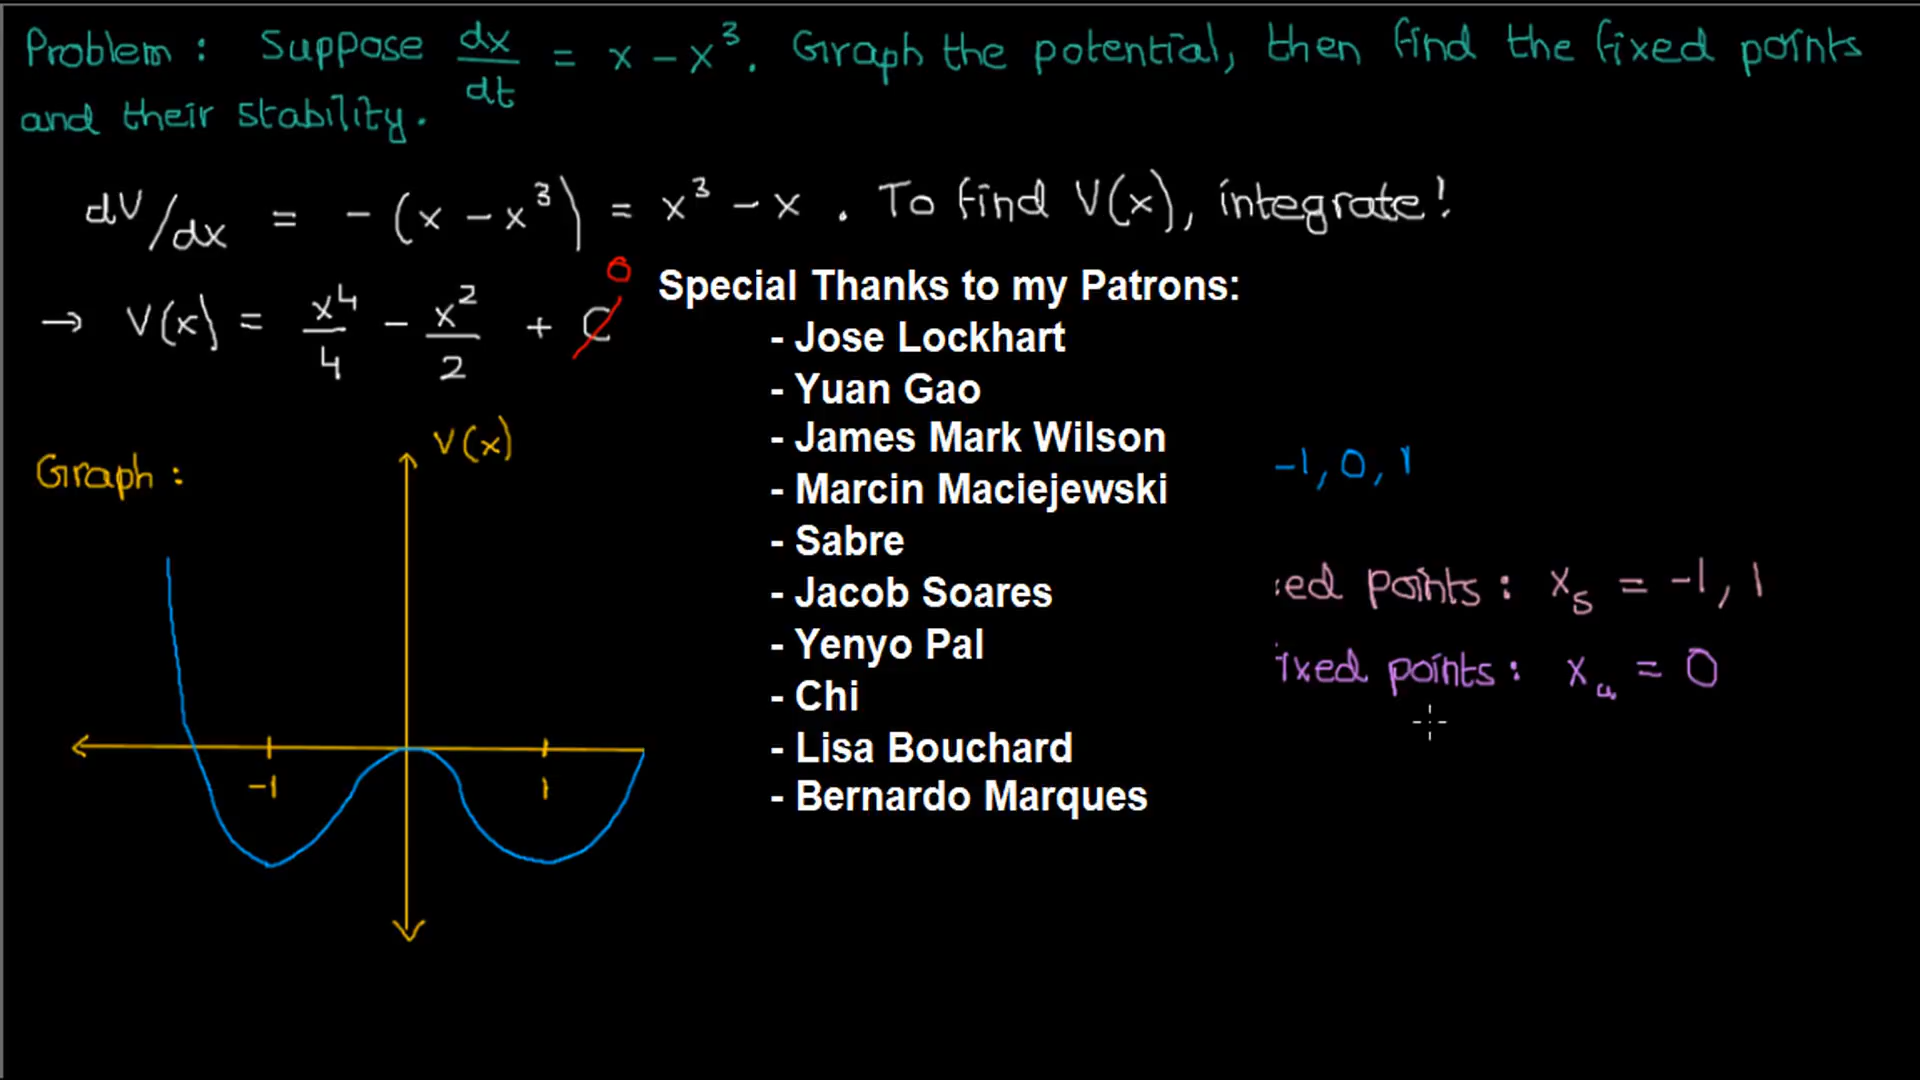 Problem: Suppose dx/dt = x - x³. Graph the potential, then find the fixed points
and their stability.
dV/dx = -(x - x³) = x³ - x. To find V(x), integrate!
→ V(x) = x⁴/4 - x²/2 + C 0
Special Thanks to my Patrons:
- Jose Lockhart
- Yuan Gao
- James Mark Wilson
- Marcin Maciejewski
- Sabre
- Jacob Soares
- Yenyo Pal
- Chi
- Lisa Bouchard
- Bernardo Marques
Graph:
V(x)
-1
1
-1, 0, 1
ed points: xₛ = -1, 1
ixed points: xᵤ = 0